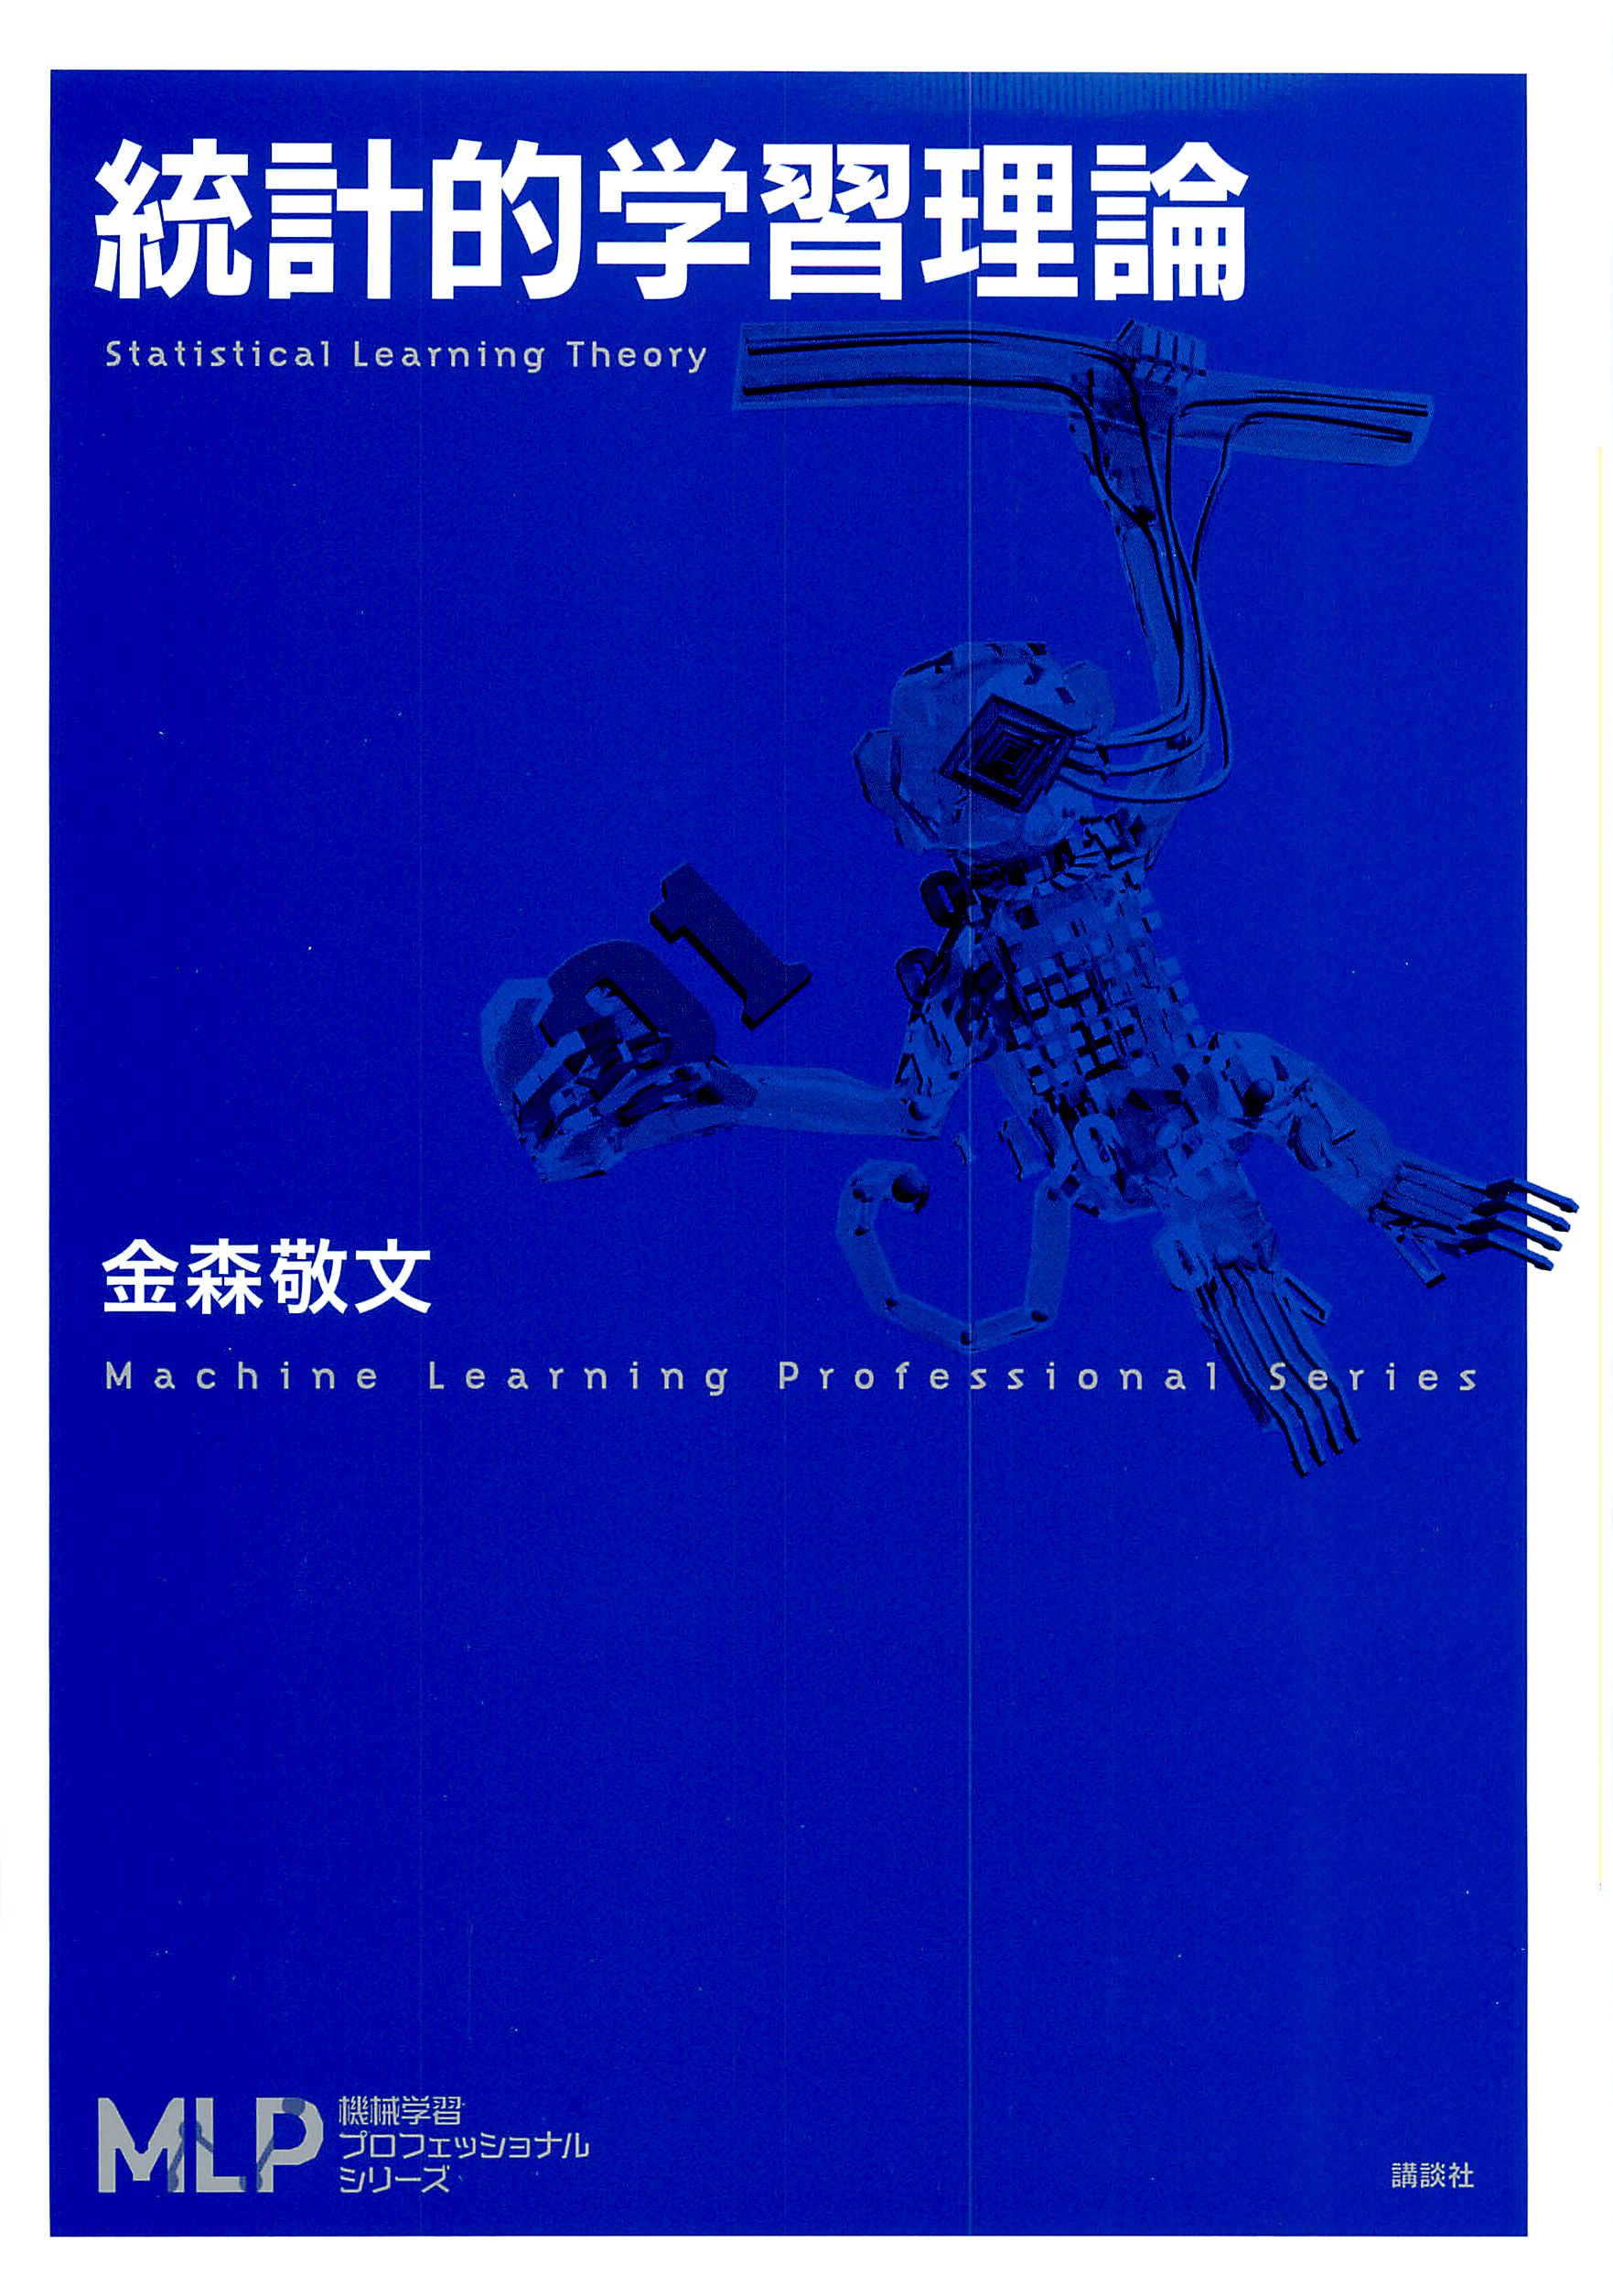 統計的学習理論
Statistical Learning Theory
01
金森敬文
Machine Learning Professional Series
MLP
機械学習
プロフェッショナル
シリーズ
講談社